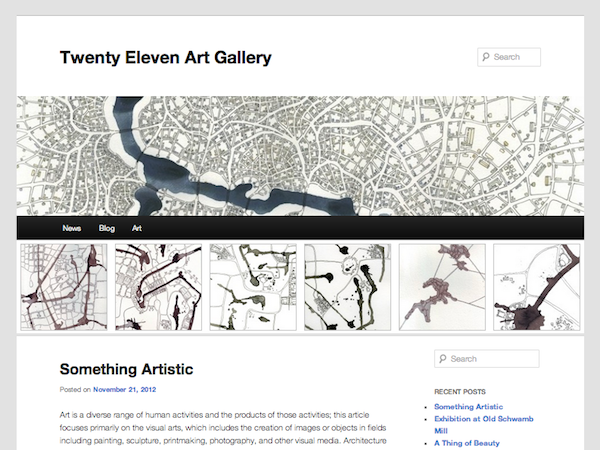 Twenty Eleven Art Gallery
Search
News Blog Art
Something Artistic
Posted on November 21, 2012
Art is a diverse range of human activities and the products of those activities; this article
focuses primarily on the visual arts, which includes the creation of images or objects in fields
including painting, sculpture, printmaking, photography, and other visual media. Architecture
Search
RECENT POSTS
Something Artistic
Exhibition at Old Schwamb
Mill
A Thing of Beauty